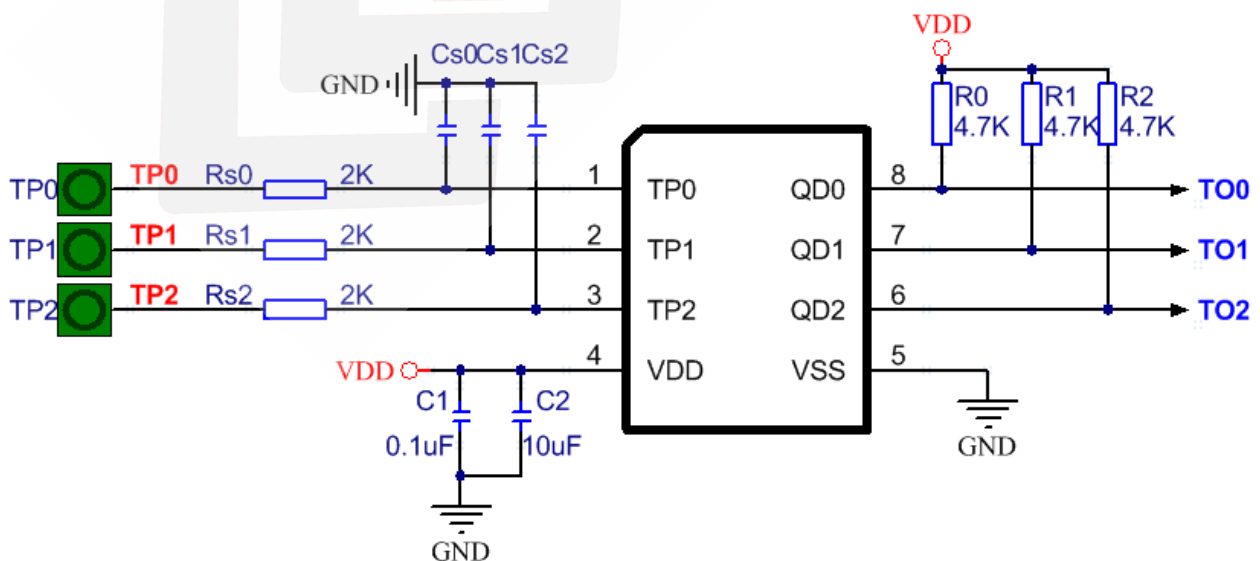 VDD
Cs0Cs1Cs2
GND
R0
4.7K
R1
4.7K
R2
4.7K
TP0
TP0
Rs0
2K
1
TP0
QD0
8
TO0
TP1
TP1
Rs1
2K
2
TP1
QD1
7
TO1
TP2
TP2
Rs2
2K
3
TP2
QD2
6
TO2
VDD
4
VDD
VSS
5
C1
0.1uF
C2
10uF
GND
GND